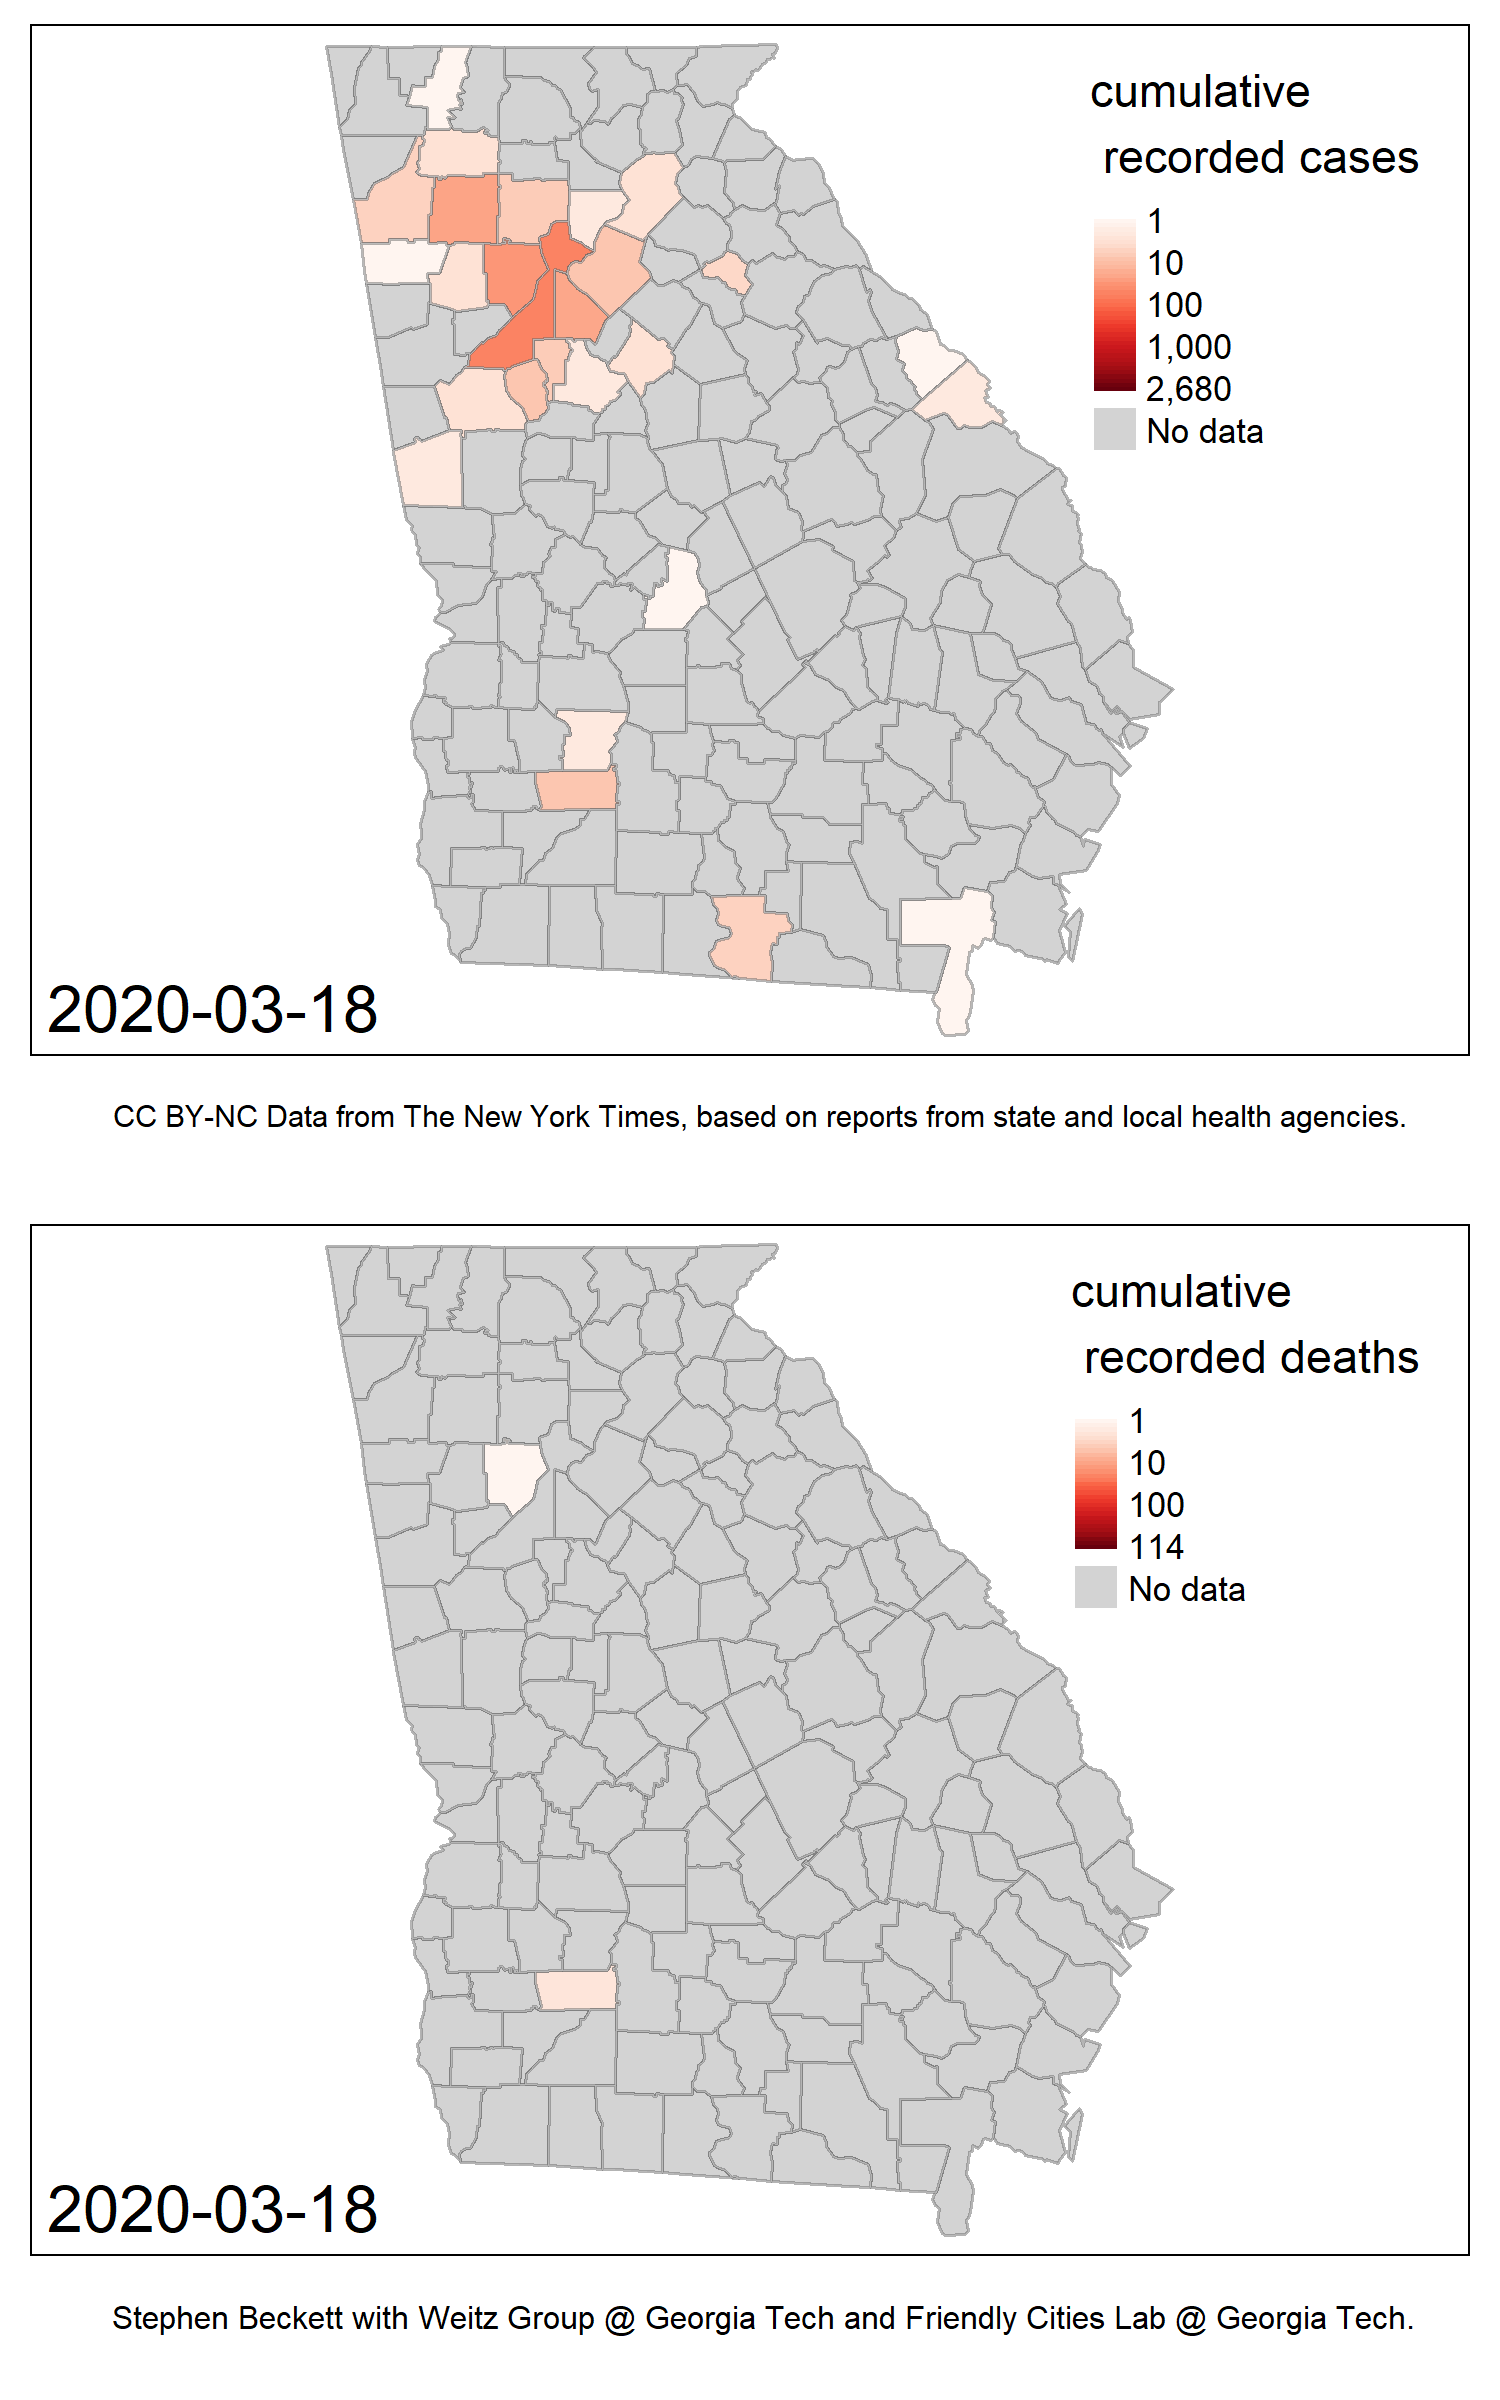 cumulative
recorded cases
1
10
100
1,000
2,680
No data
2020-03-18
CC BY-NC Data from The New York Times, based on reports from state and local health agencies.
cumulative
recorded deaths
1
10
100
114
No data
2020-03-18
Stephen Beckett with Weitz Group @ Georgia Tech and Friendly Cities Lab @ Georgia Tech.